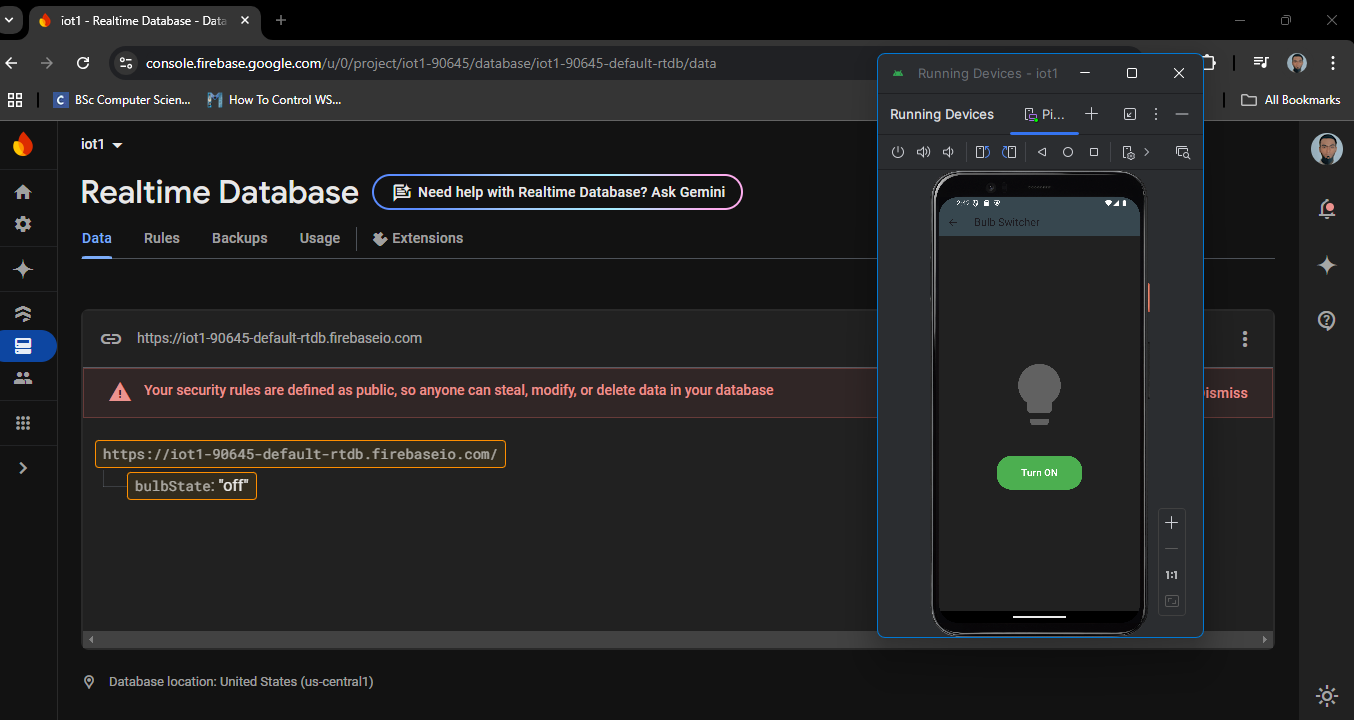 iot1 - Realtime Database - Data
console.firebase.google.com/u/0/project/iot1-90645/database/iot1-90645-default-rtdb/data
BSc Computer Scien...
How To Control WS...
All Bookmarks
iot1
Realtime Database
Need help with Realtime Database? Ask Gemini
Data
Rules
Backups
Usage
Extensions
https://iot1-90645-default-rtdb.firebaseio.com
Your security rules are defined as public, so anyone can steal, modify, or delete data in your database
ismiss
https://iot1-90645-default-rtdb.firebaseio.com/
bulbState: "off"
Database location: United States (us-central1)
Running Devices - iot1
Running Devices
Pi...
Bulb Switcher
Turn ON
1:1